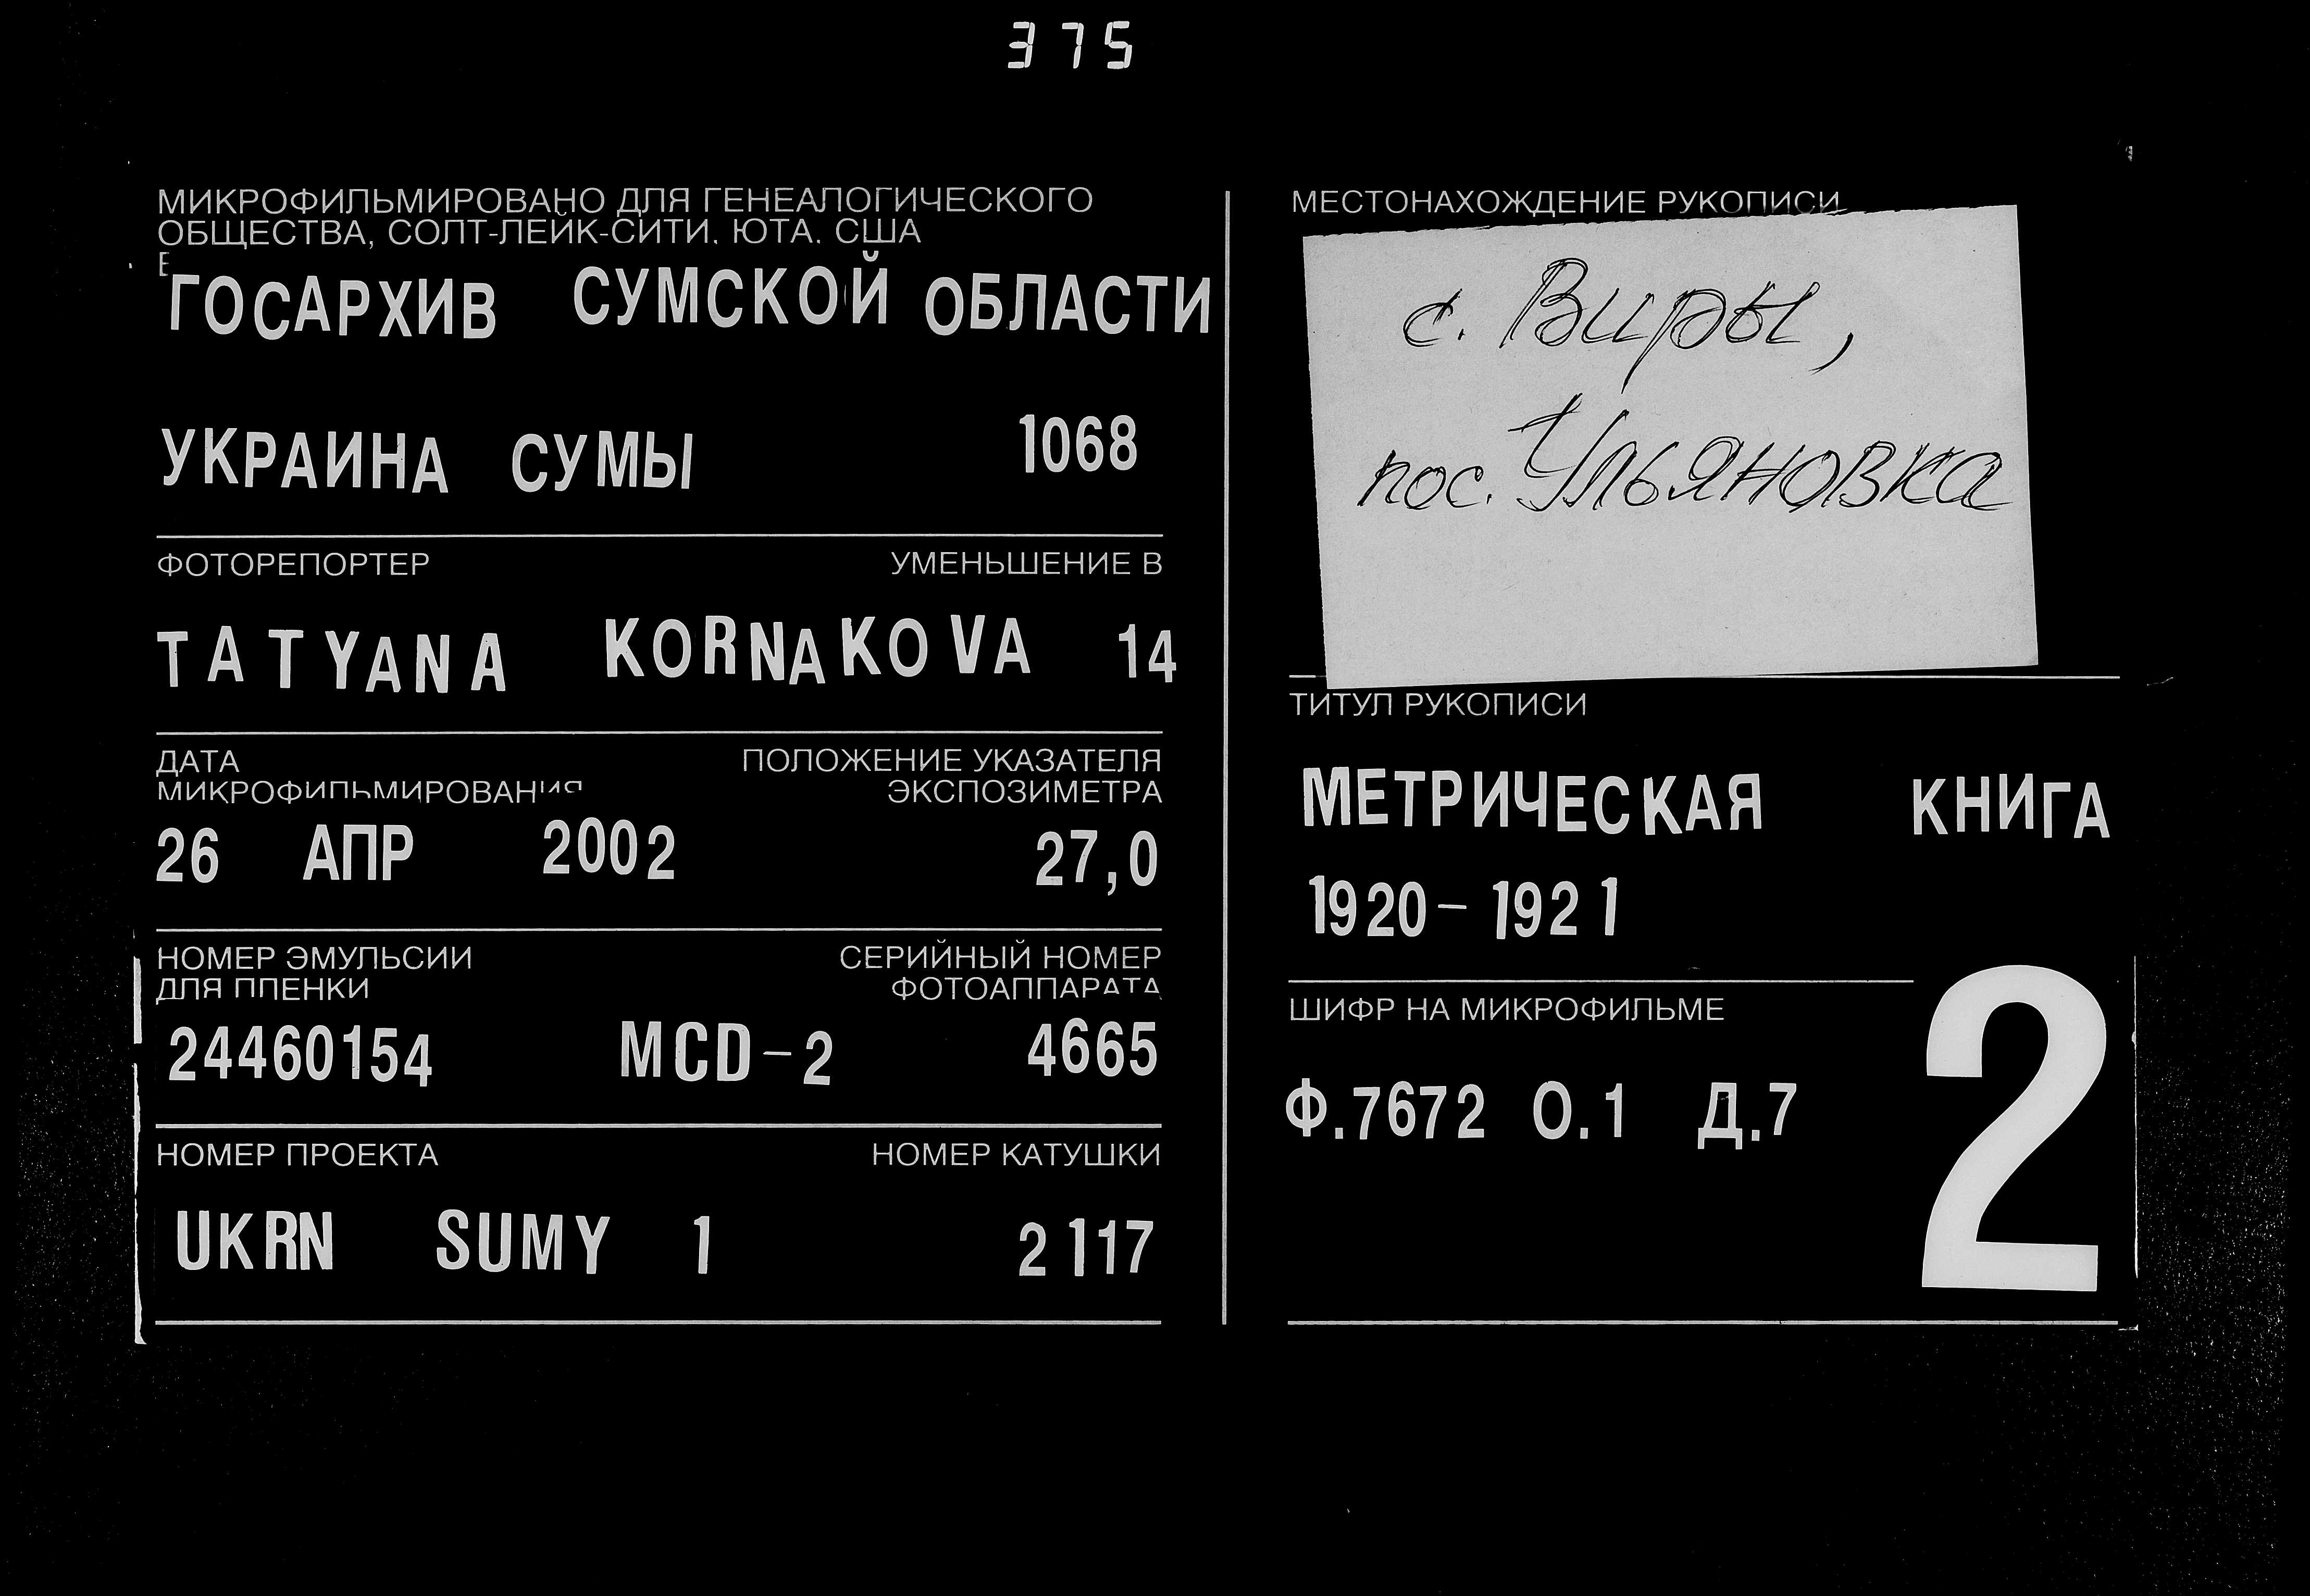 375
МИКРОФИЛЬМИРОВАНО ДЛЯ ГЕНЕАЛОГИЧЕСКОГО
ОБЩЕСТВА, СОЛТ-ЛЕЙК-СИТИ, ЮТА, США
ГОСАРХИВ СУМСКОЙ ОБЛАСТИ
УКРАИНА СУМЫ 1068
ФОТОРЕПОРТЕР УМЕНЬШЕНИЕ В
TATYANA KORNAKOVA 14
ДАТА ПОЛОЖЕНИЕ УКАЗАТЕЛЯ
МИКРОФИЛЬМИРОВАНИЯ ЭКСПОЗИМЕТРА
26 АПР 2002 27,0
НОМЕР ЭМУЛЬСИИ СЕРИЙНЫЙ НОМЕР
ДЛЯ ПЛЕНКИ ФОТОАППАРАТА
24460154 MCD-2 4665
НОМЕР ПРОЕКТА НОМЕР КАТУШКИ
UKRN SUMY 1 2117
МЕСТОНАХОЖДЕНИЕ РУКОПИСИ
с. Виры,
пос. Ульяновка
ТИТУЛ РУКОПИСИ
МЕТРИЧЕСКАЯ КНИГА
1920-1921
ШИФР НА МИКРОФИЛЬМЕ
Ф.7672 О.1 Д.7
2